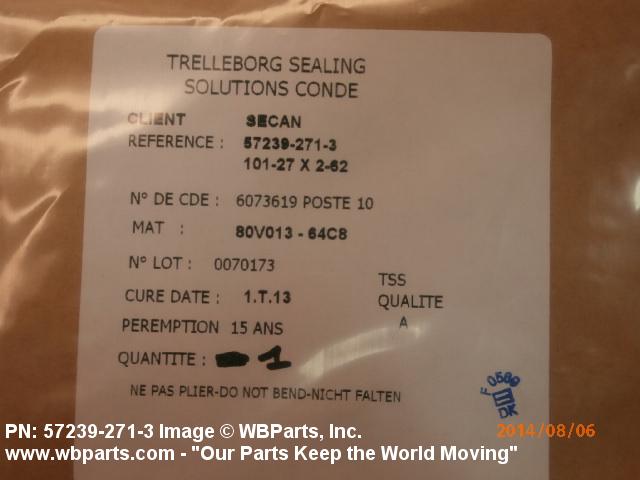 TRELLEBORG SEALING
SOLUTIONS CONDE
CLIENT SECAN
REFERENCE : 57239-271-3
101-27 X 2-62
N° DE CDE : 6073619 POSTE 10
MAT : 80V013 - 64C8
N° LOT : 0070173
CURE DATE : 1.T.13
PEREMPTION 15 ANS
QUANTITE : 1
TSS
QUALITE
A
NE PAS PLIER-DO NOT BEND-NICHT FALTEN
F 0589
DK
PN: 57239-271-3 Image © WBParts, Inc.
2014/08/06
www.wbparts.com - "Our Parts Keep the World Moving"